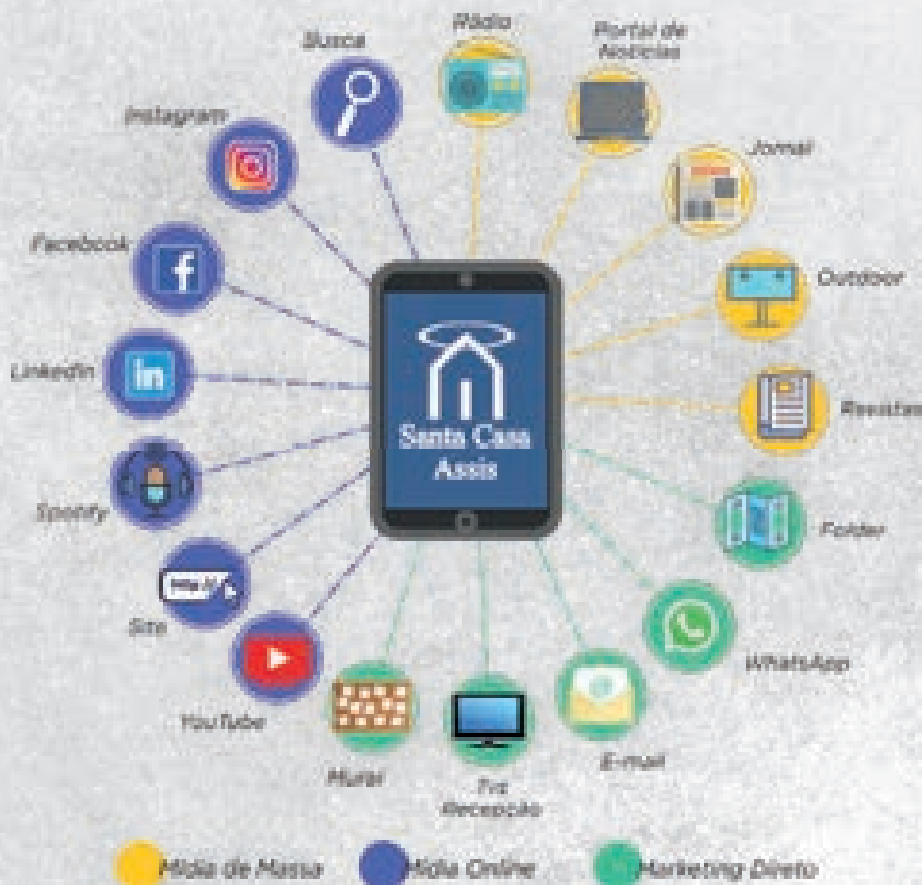 Busca
Rádio
Portal de
Notícias
Instagram
Jornal
Facebook
Outdoor
LinkedIn
Revistas
Santa Casa
Assis
Spotify
Folder
http://
Site
WhatsApp
YouTube
E-mail
Mural
Tvs
Recepção
Mídia de Massa
Mídia Online
Marketing Direto